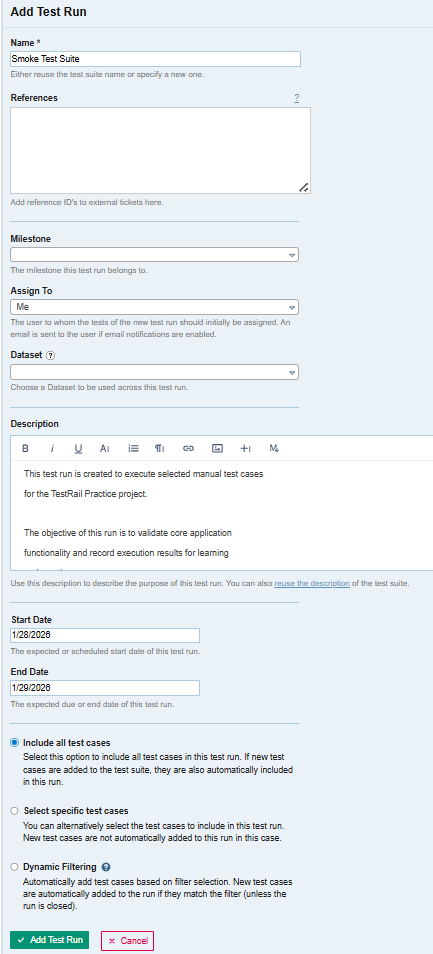 Add Test Run
Name *
Smoke Test Suite
Either reuse the test suite name or specify a new one.
References ?
Add reference ID's to external tickets here.
Milestone
The milestone this test run belongs to.
Assign To
Me
The user to whom the tests of the new test run should initially be assigned. An
email is sent to the user if email notifications are enabled.
Dataset ?
Choose a Dataset to be used across this test run.
Description
B i U
This test run is created to execute selected manual test cases
for the TestRail Practice project.
The objective of this run is to validate core application
functionality and record execution results for learning
Use this description to describe the purpose of this test run. You can also reuse the description of the test suite.
Start Date
1/28/2026
The expected or scheduled start date of this test run.
End Date
1/29/2026
The expected due or end date of this test run.
Include all test cases
Select this option to include all test cases in this test run. If new test
cases are added to the test suite, they are also automatically included
in this run.
Select specific test cases
You can alternatively select the test cases to include in this test run.
New test cases are not automatically added to this run in this case.
Dynamic Filtering ?
Automatically add test cases based on filter selection. New test cases
are automatically added to the run if they match the filter (unless the
run is closed).
Add Test Run Cancel